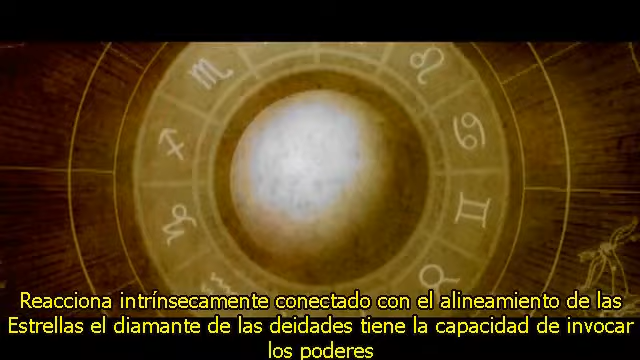 Reacciona intrínsecamente conectado con el alineamiento de las
Estrellas el diamante de las deidades tiene la capacidad de invocar
los poderes